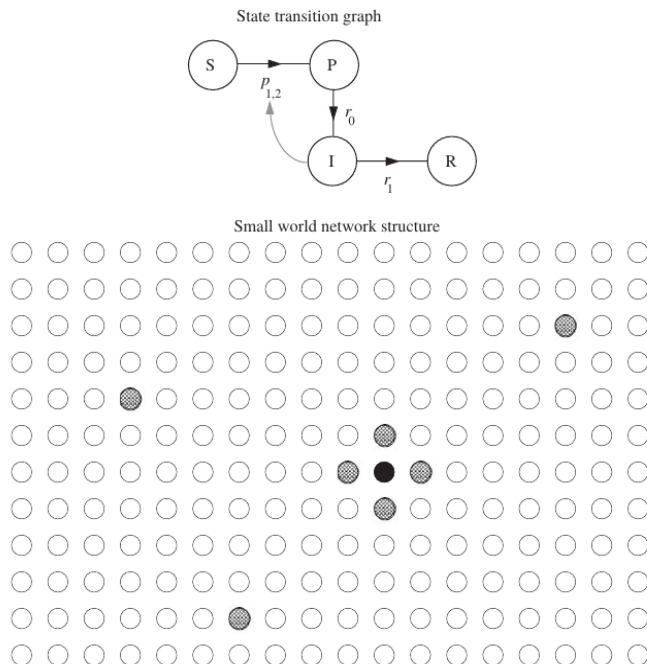 State transition graph
S
P
p1,2
r0
I
R
r1
Small world network structure